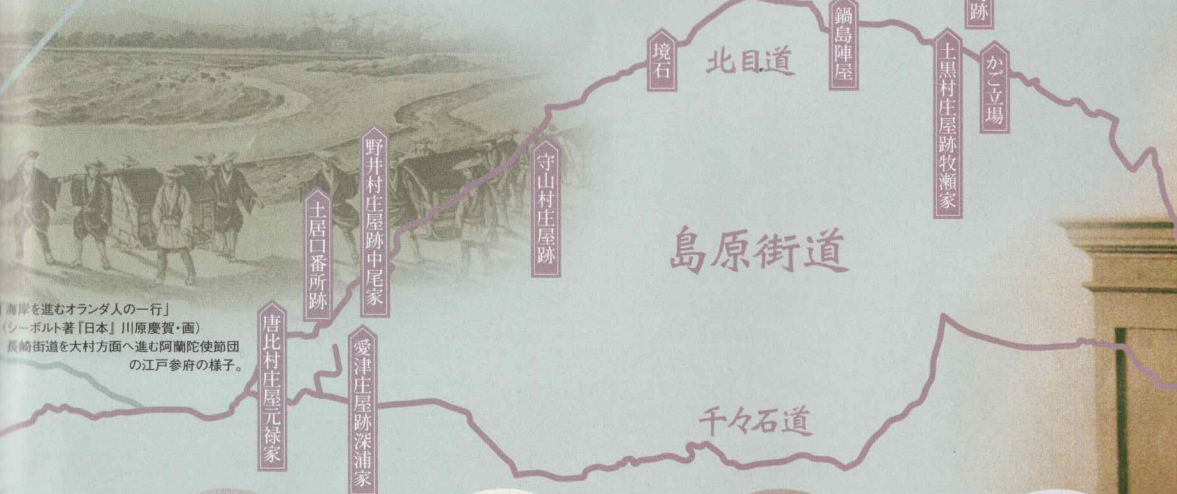 跡
鍋島陣屋
境石
北目道
土黒村庄屋跡牧瀬家
かご立場
野井村庄屋跡中尾家
守山村庄屋跡
土居口番所跡
島原街道
「海岸を進むオランダ人の一行」
(シーボルト著『日本』川原慶賀・画)
長崎街道を大村方面へ進む阿蘭陀使節団
の江戸参府の様子。
唐比村庄屋元禄家
愛津庄屋跡深浦家
千々石道